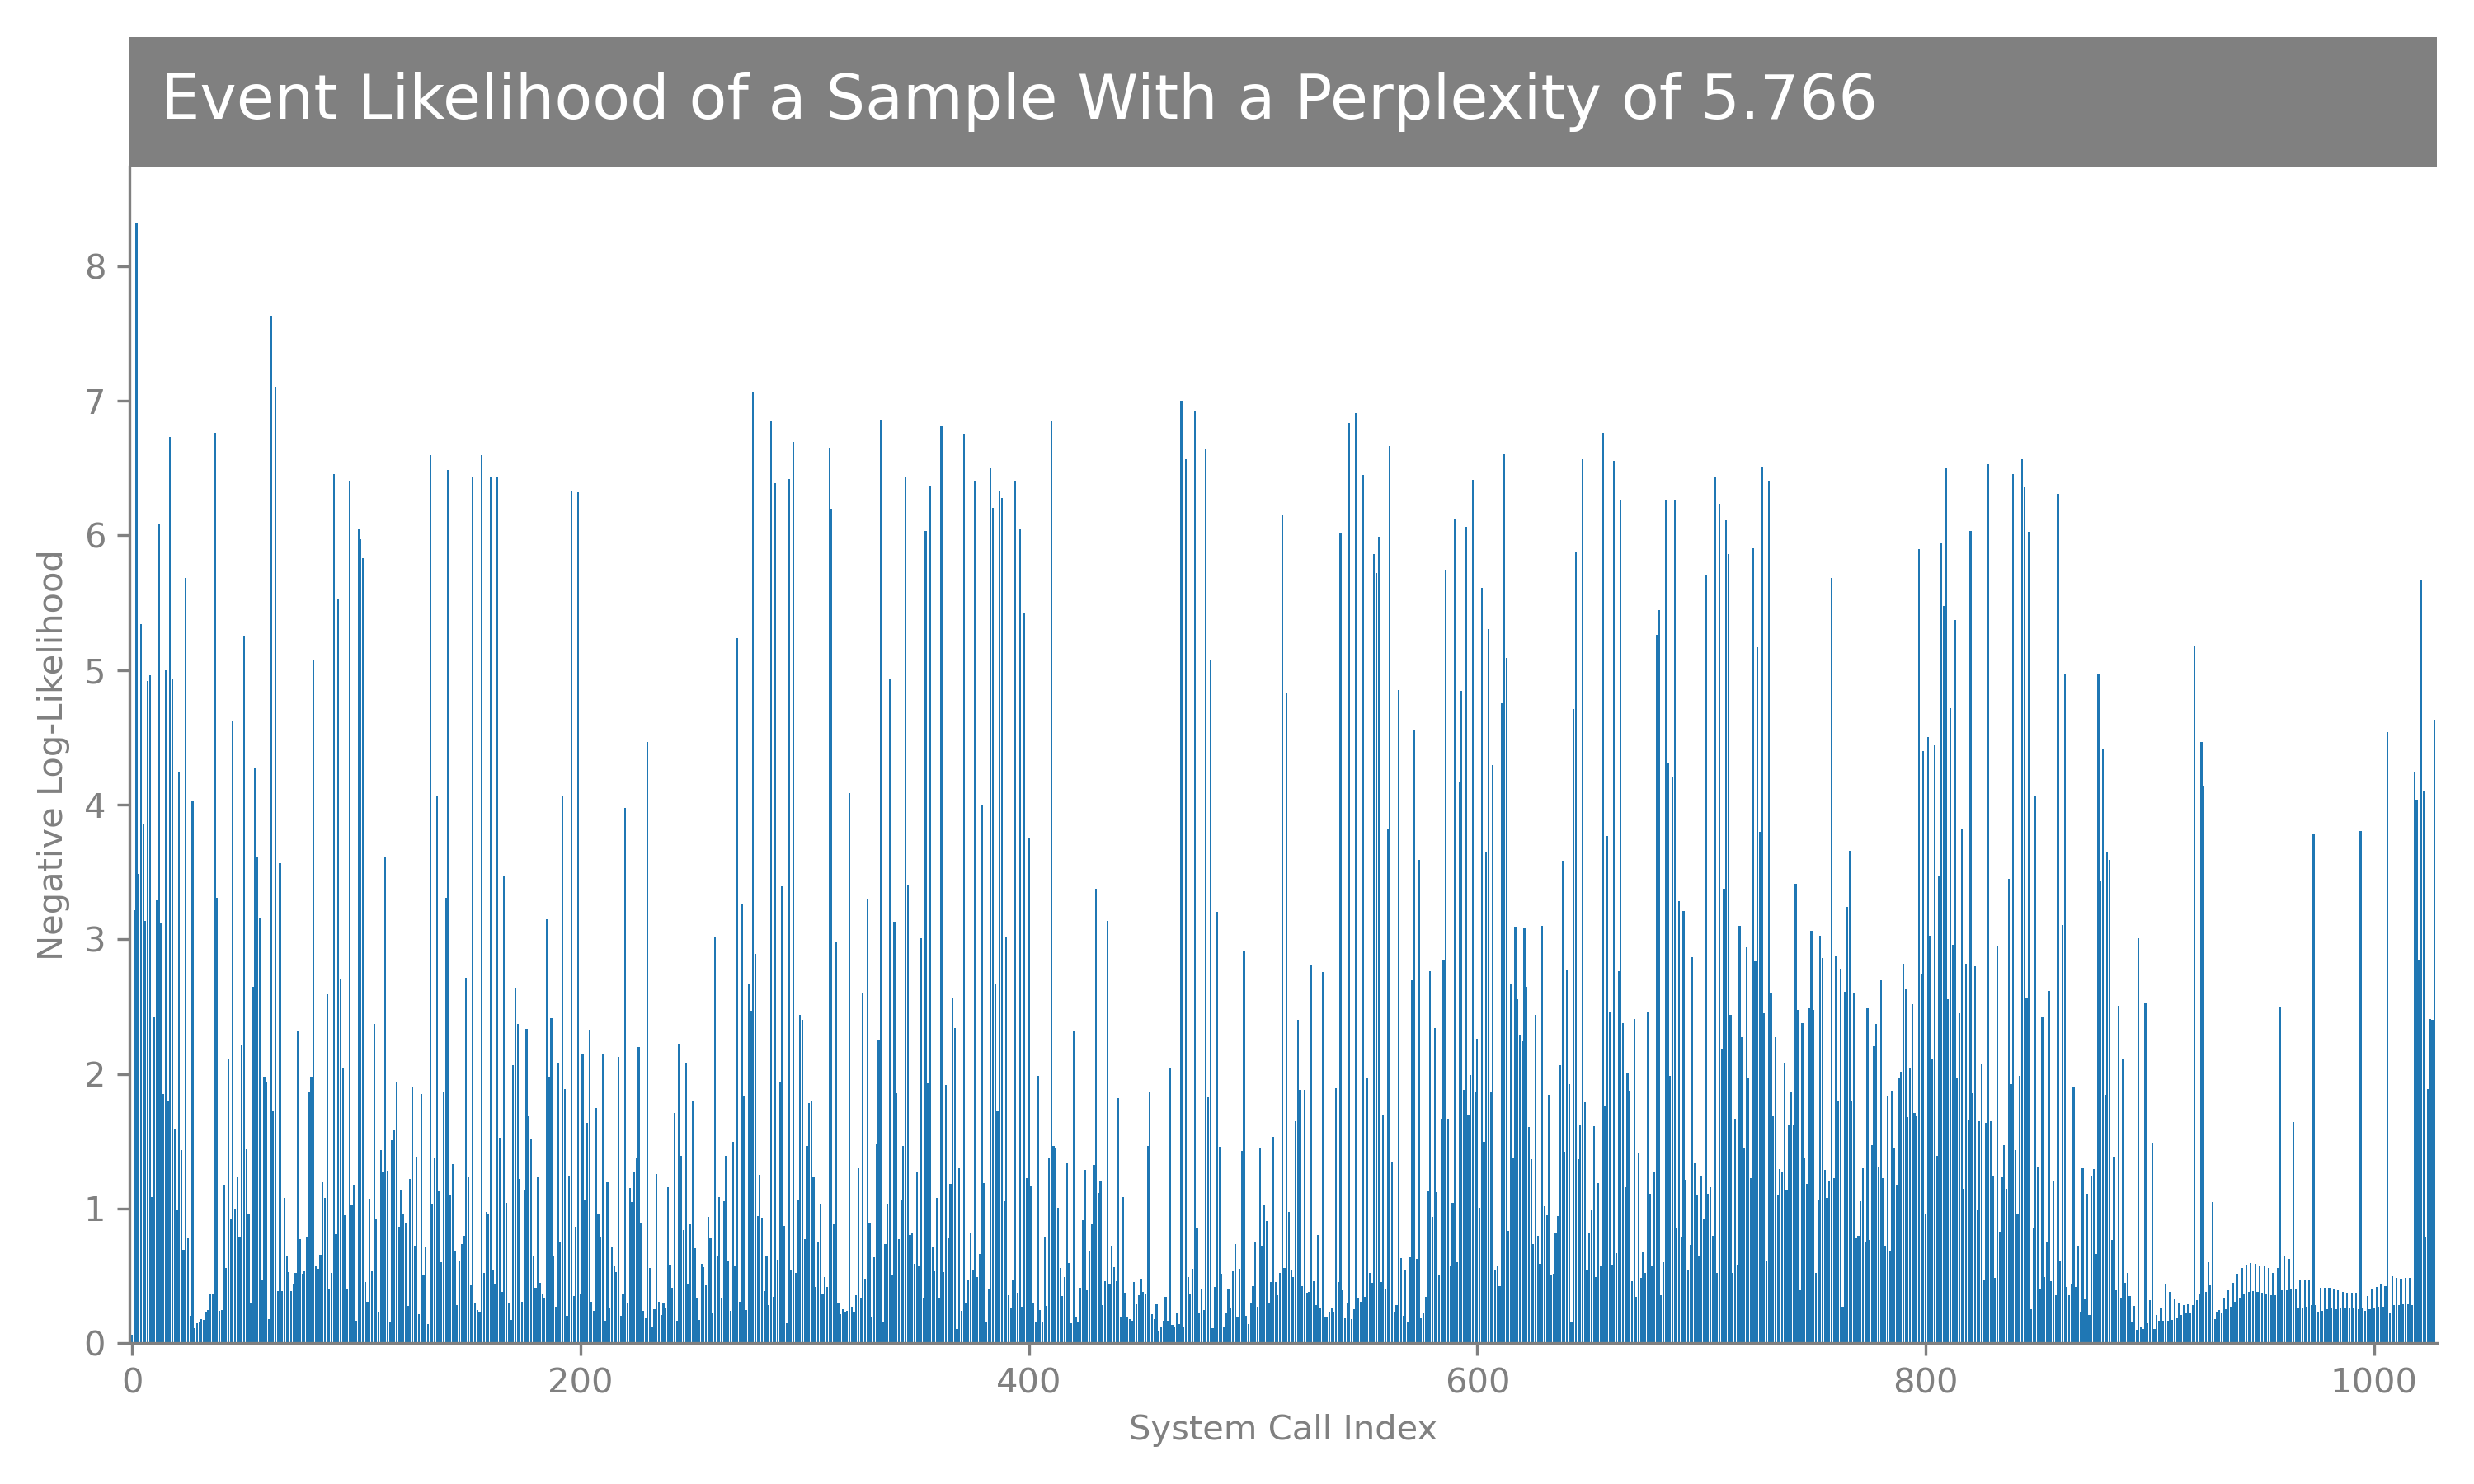 Event Likelihood of a Sample With a Perplexity of 5.766
8
7
6
5
4
3
2
1
0
Negative Log-Likelihood
0 200 400 600 800 1000
System Call Index